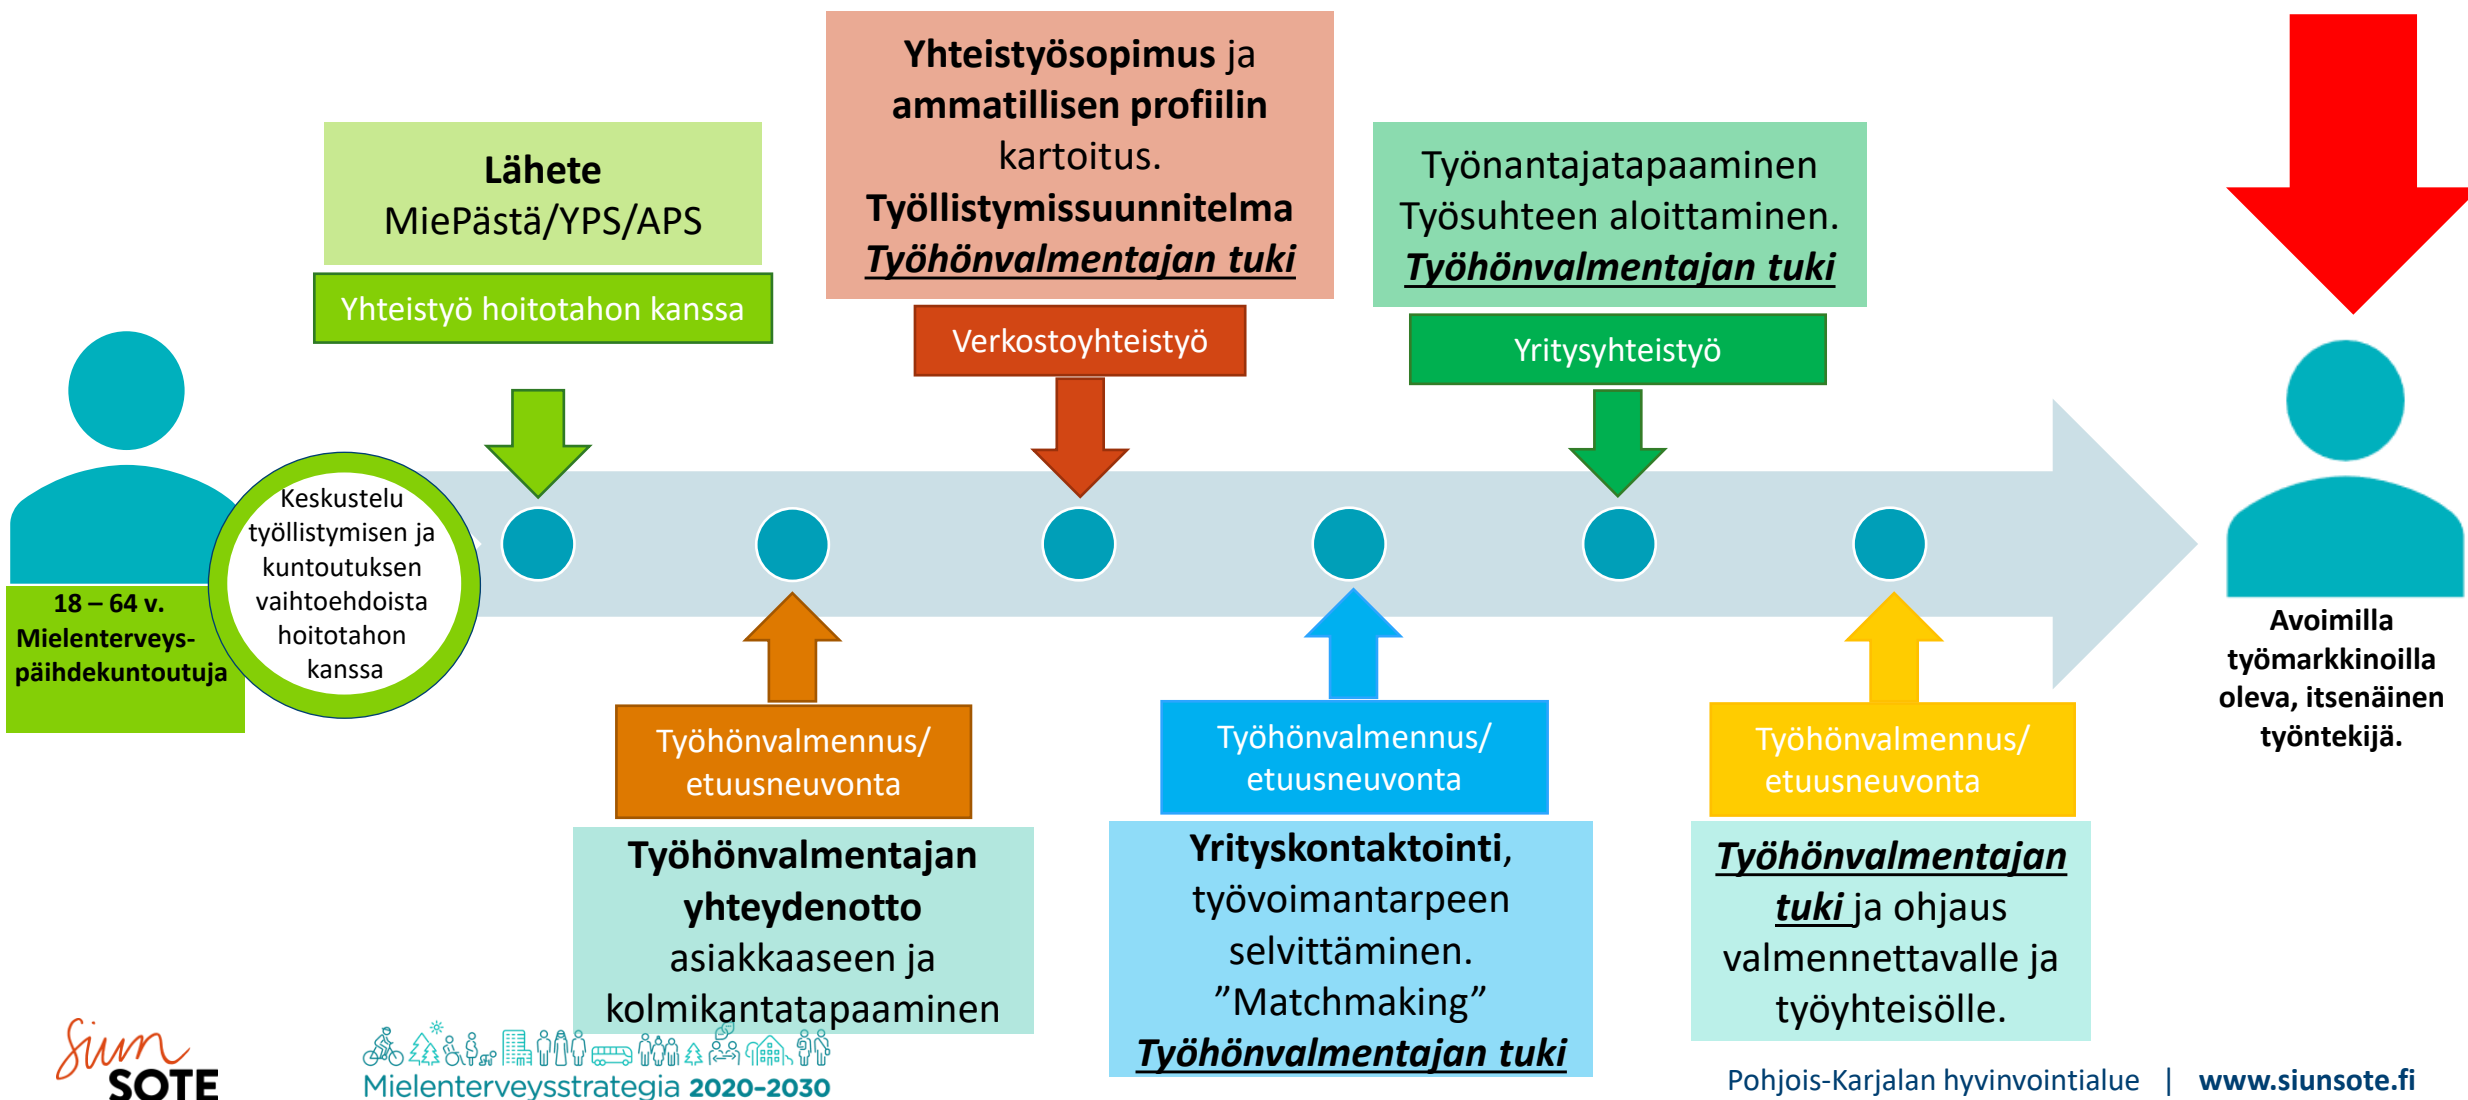 18 – 64 v.
Mielenterveys-
päihdekuntoutuja
Keskustelu
työllistymisen ja
kuntoutuksen
vaihtoehdoista
hoitotahon
kanssa
Lähete
MiePästä/YPS/APS
Yhteistyö hoitotahon kanssa
Työhönvalmennus/
etuusneuvonta
Työhönvalmentajan
yhteydenotto
asiakkaaseen ja
kolmikantatapaaminen
Yhteistyösopimus ja
ammatillisen profiilin
kartoitus.
Työllistymissuunnitelma
Työhönvalmentajan tuki
Verkostoyhteistyö
Työhönvalmennus/
etuusneuvonta
Yrityskontaktointi,
työvoimantarpeen
selvittäminen.
”Matchmaking”
Työhönvalmentajan tuki
Työnantajatapaaminen
Työsuhteen aloittaminen.
Työhönvalmentajan tuki
Yritysyhteistyö
Työhönvalmennus/
etuusneuvonta
Työhönvalmentajan
tuki ja ohjaus
valmennettavalle ja
työyhteisölle.
Avoimilla
työmarkkinoilla
oleva, itsenäinen
työntekijä.
Siun
SOTE
Mielenterveysstrategia 2020–2030
Pohjois-Karjalan hyvinvointialue | www.siunsote.fi